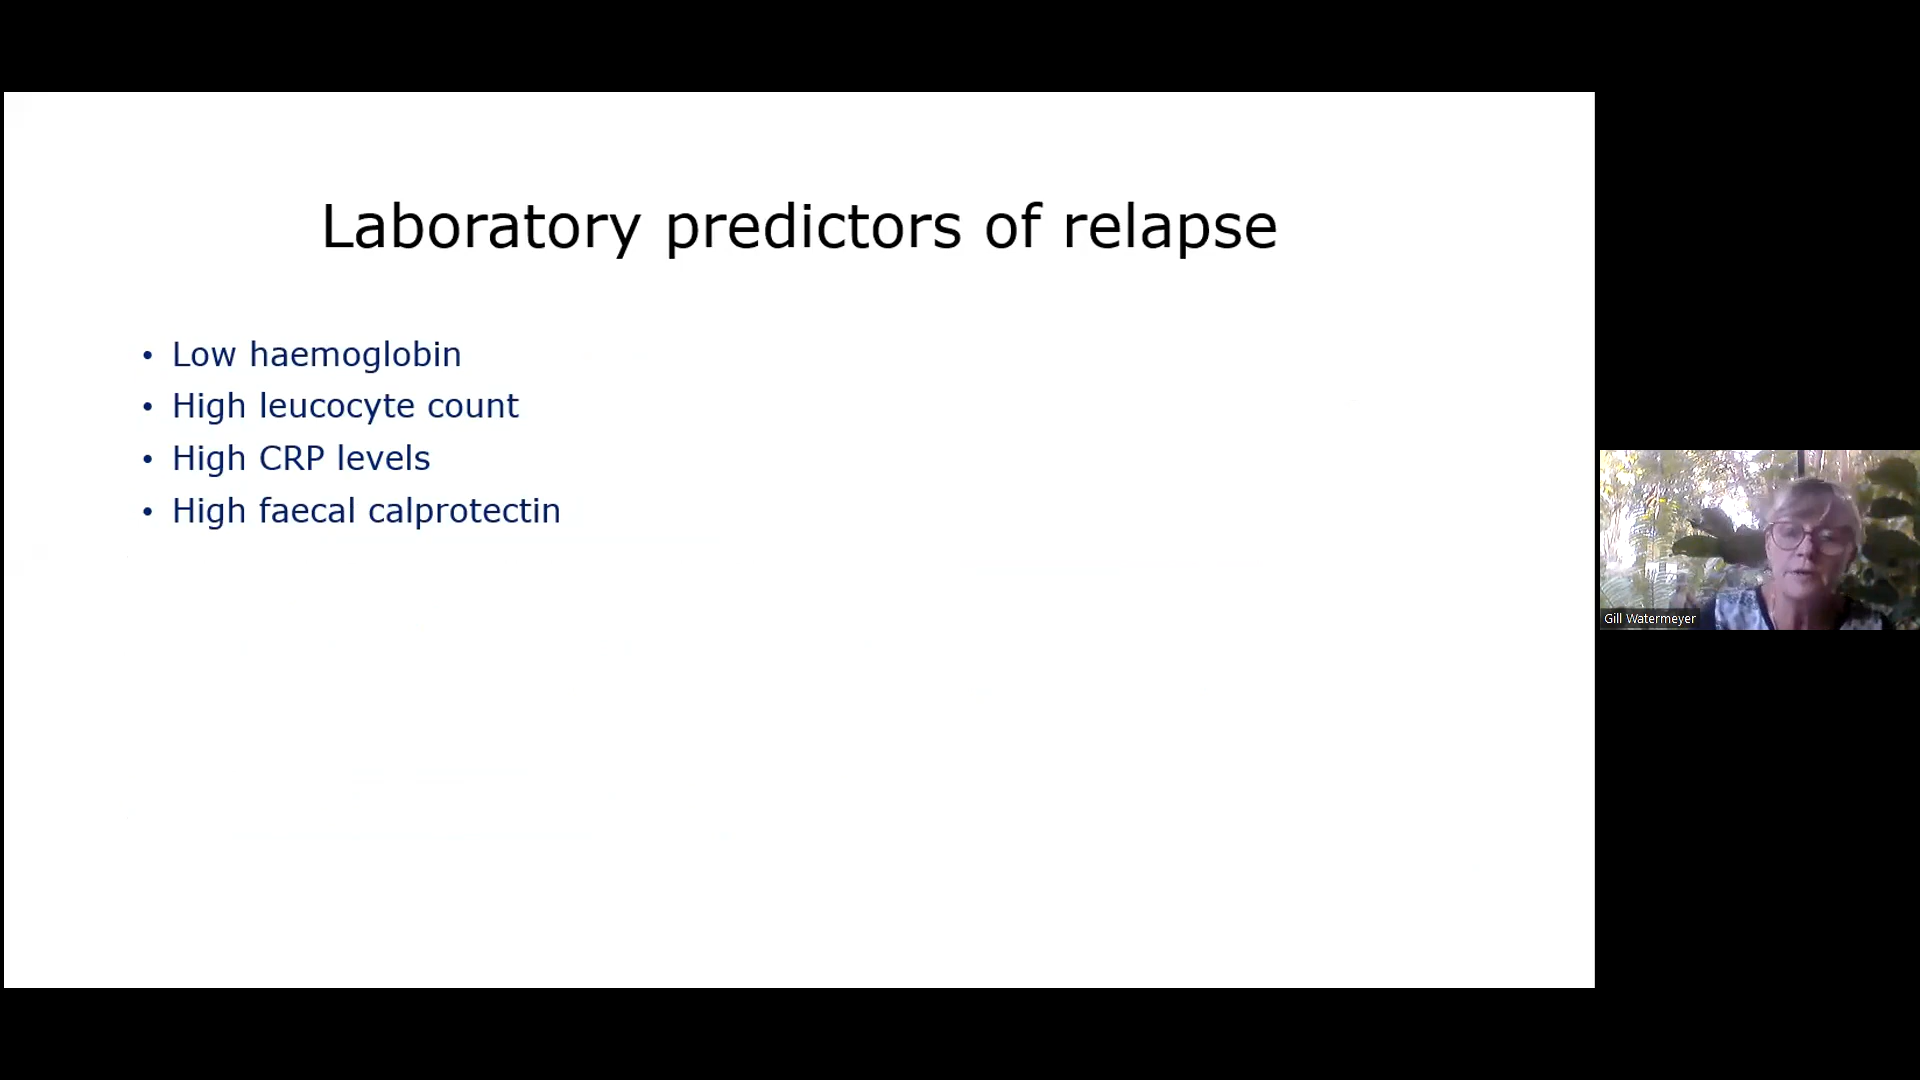 Laboratory predictors of relapse
• Low haemoglobin
• High leucocyte count
• High CRP levels
• High faecal calprotectin
Gill Watermeyer